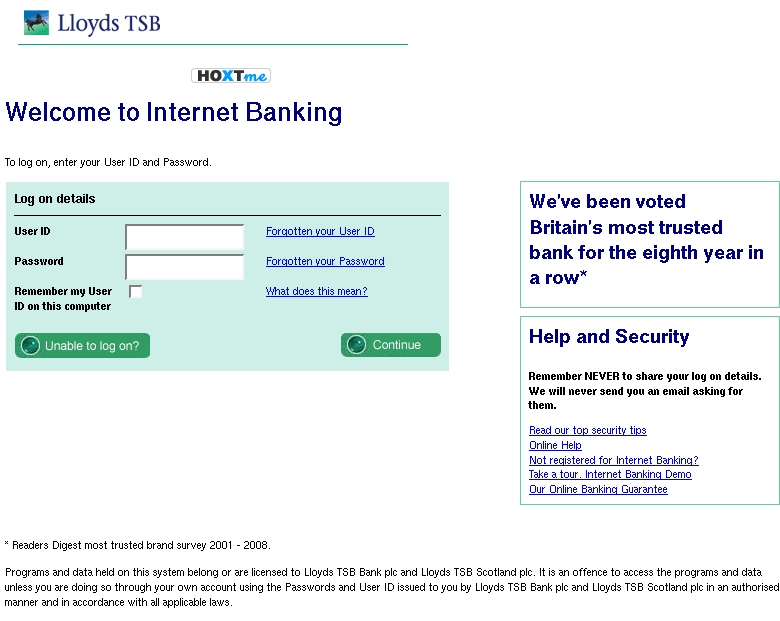 Lloyds TSB
HOXTme
Welcome to Internet Banking
To log on, enter your User ID and Password.
Log on details
User ID
Forgotten your User ID
Password
Forgotten your Password
Remember my User
ID on this computer
What does this mean?
Unable to log on?
Continue
We've been voted
Britain's most trusted
bank for the eighth year in
a row*
Help and Security
Remember NEVER to share your log on details.
We will never send you an email asking for
them.
Read our top security tips
Online Help
Not registered for Internet Banking?
Take a tour. Internet Banking Demo
Our Online Banking Guarantee
* Readers Digest most trusted brand survey 2001 - 2008.
Programs and data held on this system belong or are licensed to Lloyds TSB Bank plc and Lloyds TSB Scotland plc. It is an offence to access the programs and data
unless you are doing so through your own account using the Passwords and User ID issued to you by Lloyds TSB Bank plc and Lloyds TSB Scotland plc in an authorised
manner and in accordance with all applicable laws.